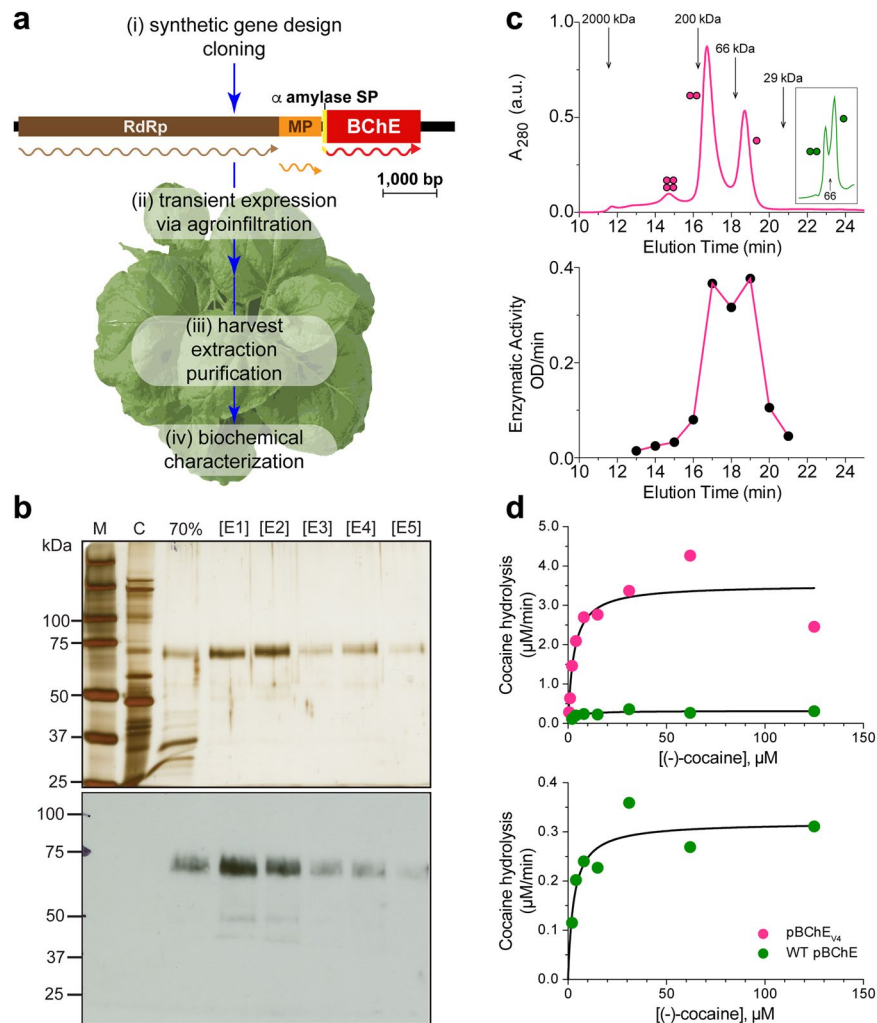 a
(i) synthetic gene design
cloning
α amylase SP
RdRp
MP
BChE
1,000 bp
(ii) transient expression
via agroinfiltration
(iii) harvest
extraction
purification
(iv) biochemical
characterization
b
M C 70% [E1] [E2] [E3] [E4] [E5]
kDa
100
75
50
37
25
100
75
50
37
25
c
2000 kDa
200 kDa
66 kDa
29 kDa
A280 (a.u.)
1.0
0.5
0.0
66
10 12 14 16 18 20 22 24
Elution Time (min)
Enzymatic Activity
OD/min
0.4
0.2
0.0
10 12 14 16 18 20 22 24
Elution Time (min)
d
Cocaine hydrolysis
(µM/min)
5.0
4.0
3.0
2.0
1.0
0.0
0 50 100 150
[(-)-cocaine], µM
Cocaine hydrolysis
(µM/min)
0.4
0.3
0.2
0.1
0.0
pBChEV4
WT pBChE
0 50 100 150
[(-)-cocaine], µM